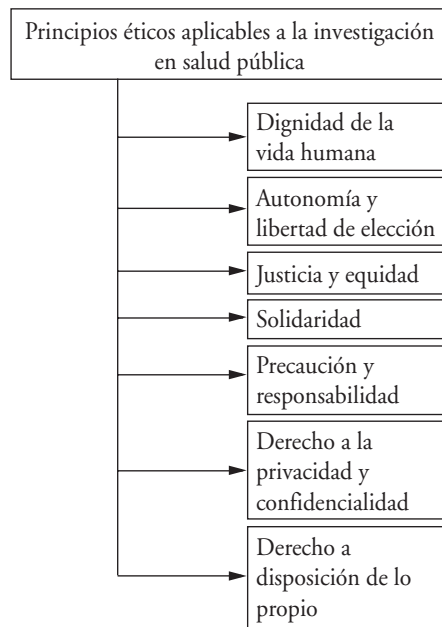 Principios éticos aplicables a la investigación
en salud pública
Dignidad de la
vida humana
Autonomía y
libertad de elección
Justicia y equidad
Solidaridad
Precaución y
responsabilidad
Derecho a la
privacidad y
confidencialidad
Derecho a
disposición de lo
propio